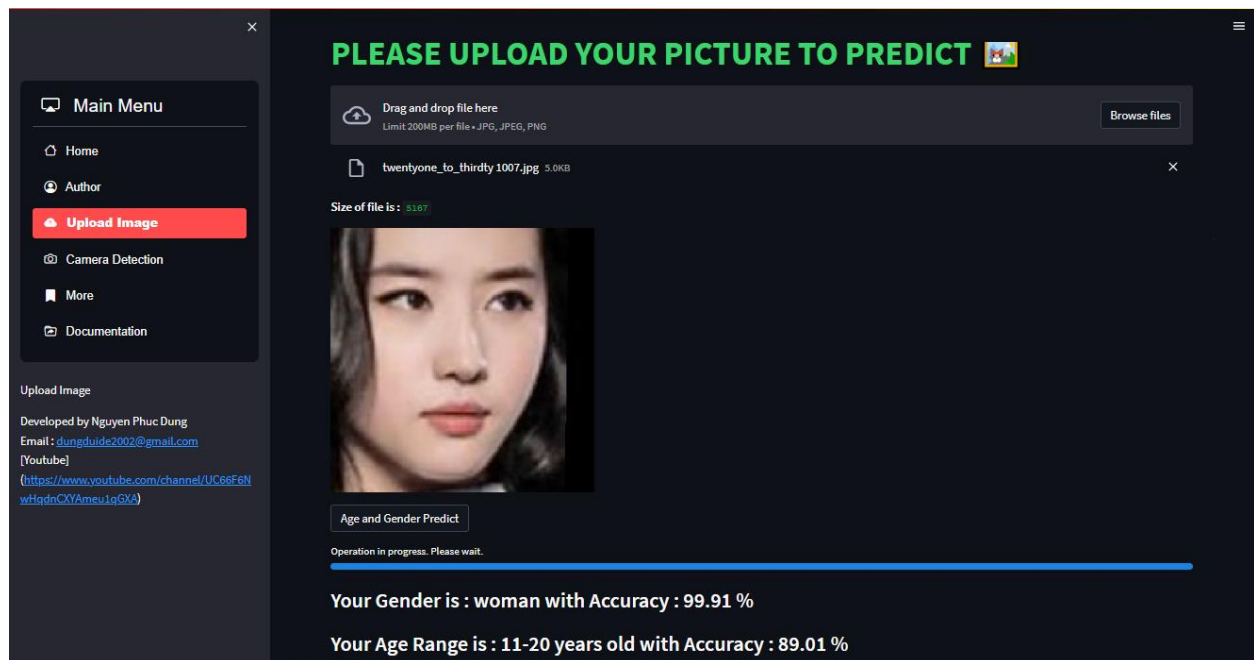 Main Menu
Home
Author
Upload Image
Camera Detection
More
Documentation
Upload Image
Developed by Nguyen Phuc Dung
Email : dungduide2002@gmail.com
[Youtube]
(https://www.youtube.com/channel/UC66F6N
wHqdnCXYAmeu1qGXA)
PLEASE UPLOAD YOUR PICTURE TO PREDICT
Drag and drop file here
Limit 200MB per file • JPG, JPEG, PNG
Browse files
twentyone_to_thirdty 1007.jpg 5.0KB
Size of file is : 5167
Age and Gender Predict
Operation in progress. Please wait.
Your Gender is : woman with Accuracy : 99.91 %
Your Age Range is : 11-20 years old with Accuracy : 89.01 %